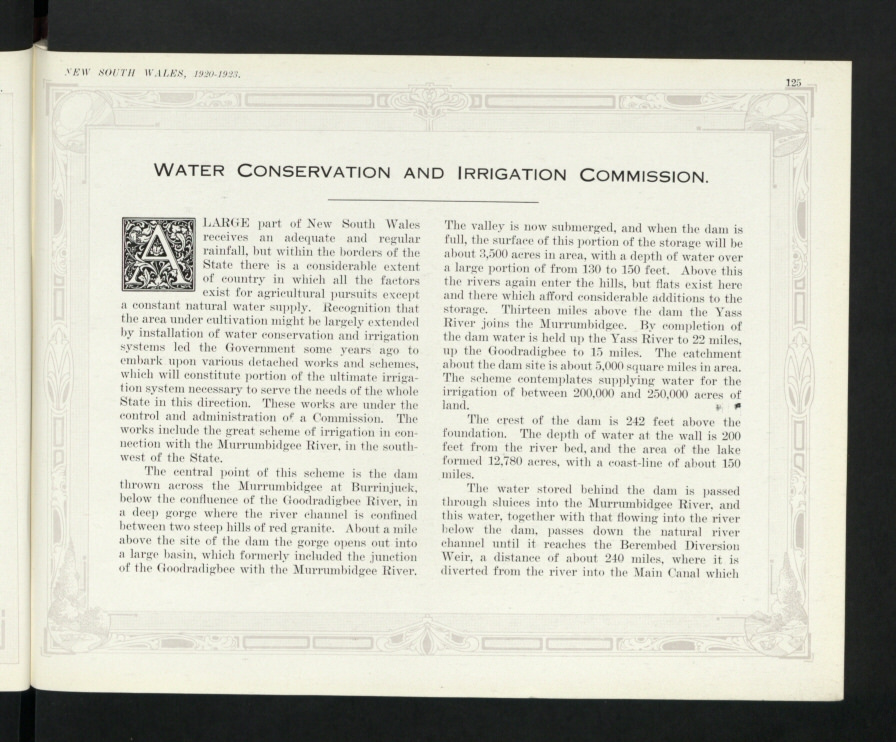 NEW SOUTH WALES, 1920-1923.
125
WATER CONSERVATION AND IRRIGATION COMMISSION.
A LARGE part of New South Wales
receives an adequate and regular
rainfall, but within the borders of the
State there is a considerable extent
of country in which all the factors
exist for agricultural pursuits except
a constant natural water supply. Recognition that
the area under cultivation might be largely extended
by installation of water conservation and irrigation
systems led the Government some years ago to
embark upon various detached works and schemes,
which will constitute portion of the ultimate irriga-
tion system necessary to serve the needs of the whole
State in this direction. These works are under the
control and administration of a Commission. The
works include the great scheme of irrigation in con-
nection with the Murrumbidgee River, in the south-
west of the State.
The central point of this scheme is the dam
thrown across the Murrumbidgee at Burrinjuck,
below the confluence of the Goodradigbee River, in
a deep gorge where the river channel is confined
between two steep hills of red granite. About a mile
above the site of the dam the gorge opens out into
a large basin, which formerly included the junction
of the Goodradigbee with the Murrumbidgee River.
The valley is now submerged, and when the dam is
full, the surface of this portion of the storage will be
about 3,500 acres in area, with a depth of water over
a large portion of from 130 to 150 feet. Above this
the rivers again enter the hills, but flats exist here
and there which afford considerable additions to the
storage. Thirteen miles above the dam the Yass
River joins the Murrumbidgee. By completion of
the dam water is held up the Yass River to 22 miles,
up the Goodradigbee to 15 miles. The catchment
about the dam site is about 5,000 square miles in area.
The scheme contemplates supplying water for the
irrigation of between 200,000 and 250,000 acres of
land.
The crest of the dam is 242 feet above the
foundation. The depth of water at the wall is 200
feet from the river bed, and the area of the lake
formed 12,780 acres, with a coast-line of about 150
miles.
The water stored behind the dam is passed
through sluices into the Murrumbidgee River, and
this water, together with that flowing into the river
below the dam, passes down the natural river
channel until it reaches the Berembed Diversion
Weir, a distance of about 240 miles, where it is
diverted from the river into the Main Canal which